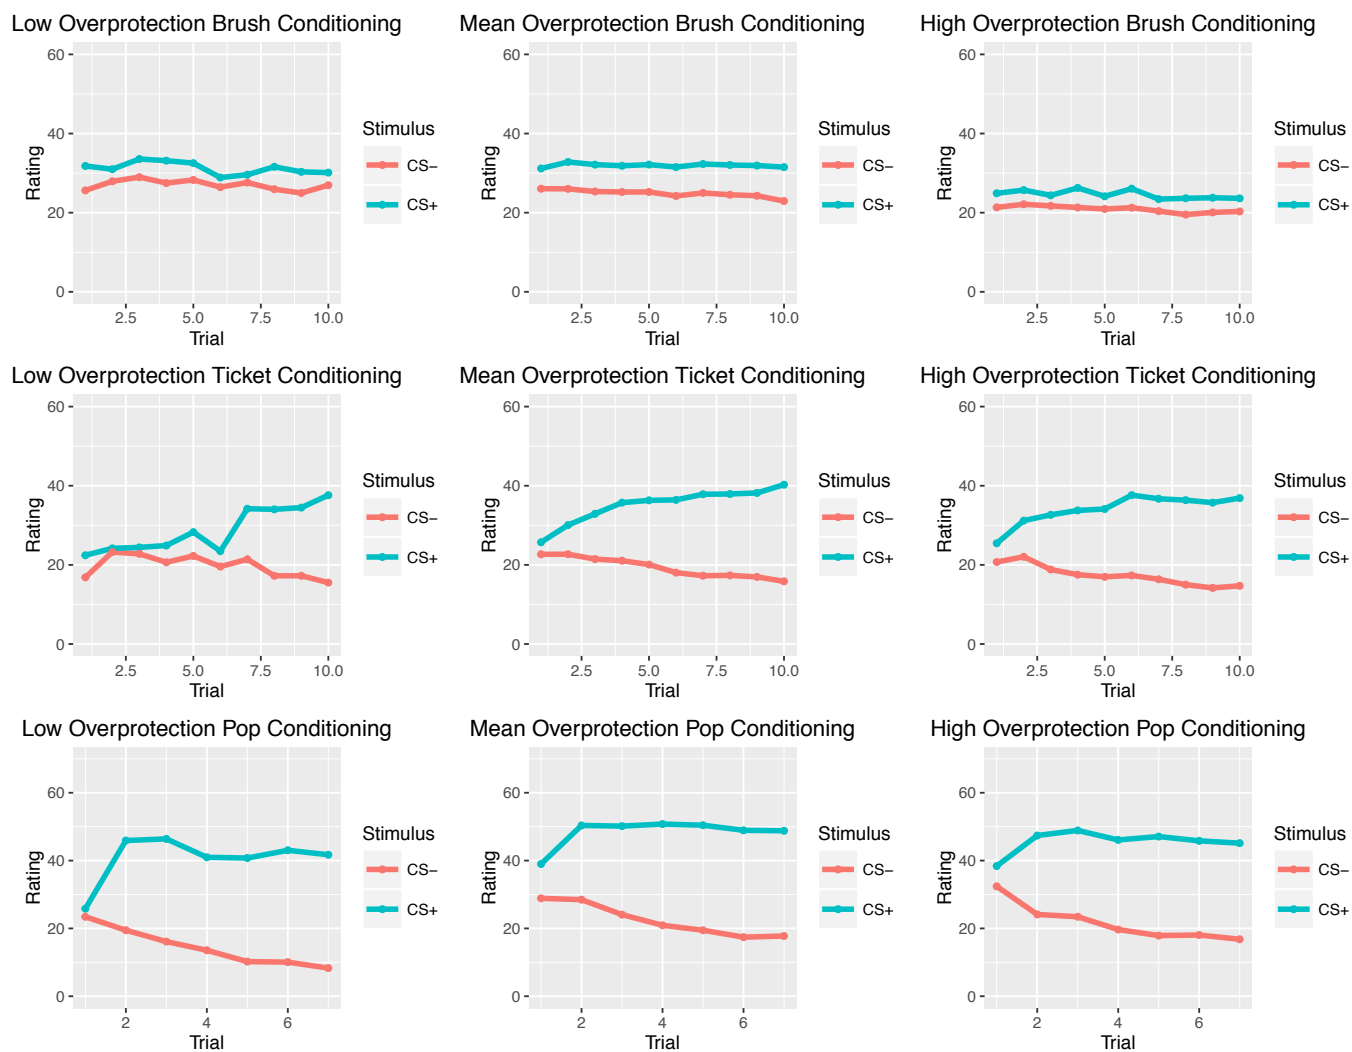 Low Overprotection Brush Conditioning
60
40
20
0
Rating
2.5 5.0 7.5 10.0
Trial
Stimulus
CS−
CS+
Mean Overprotection Brush Conditioning
60
40
20
0
Rating
2.5 5.0 7.5 10.0
Trial
Stimulus
CS−
CS+
High Overprotection Brush Conditioning
60
40
20
0
Rating
2.5 5.0 7.5 10.0
Trial
Stimulus
CS−
CS+
Low Overprotection Ticket Conditioning
60
40
20
0
Rating
2.5 5.0 7.5 10.0
Trial
Stimulus
CS−
CS+
Mean Overprotection Ticket Conditioning
60
40
20
0
Rating
2.5 5.0 7.5 10.0
Trial
Stimulus
CS−
CS+
High Overprotection Ticket Conditioning
60
40
20
0
Rating
2.5 5.0 7.5 10.0
Trial
Stimulus
CS−
CS+
Low Overprotection Pop Conditioning
60
40
20
0
Rating
2 4 6
Trial
Stimulus
CS−
CS+
Mean Overprotection Pop Conditioning
60
40
20
0
Rating
2 4 6
Trial
Stimulus
CS−
CS+
High Overprotection Pop Conditioning
60
40
20
0
Rating
2 4 6
Trial
Stimulus
CS−
CS+